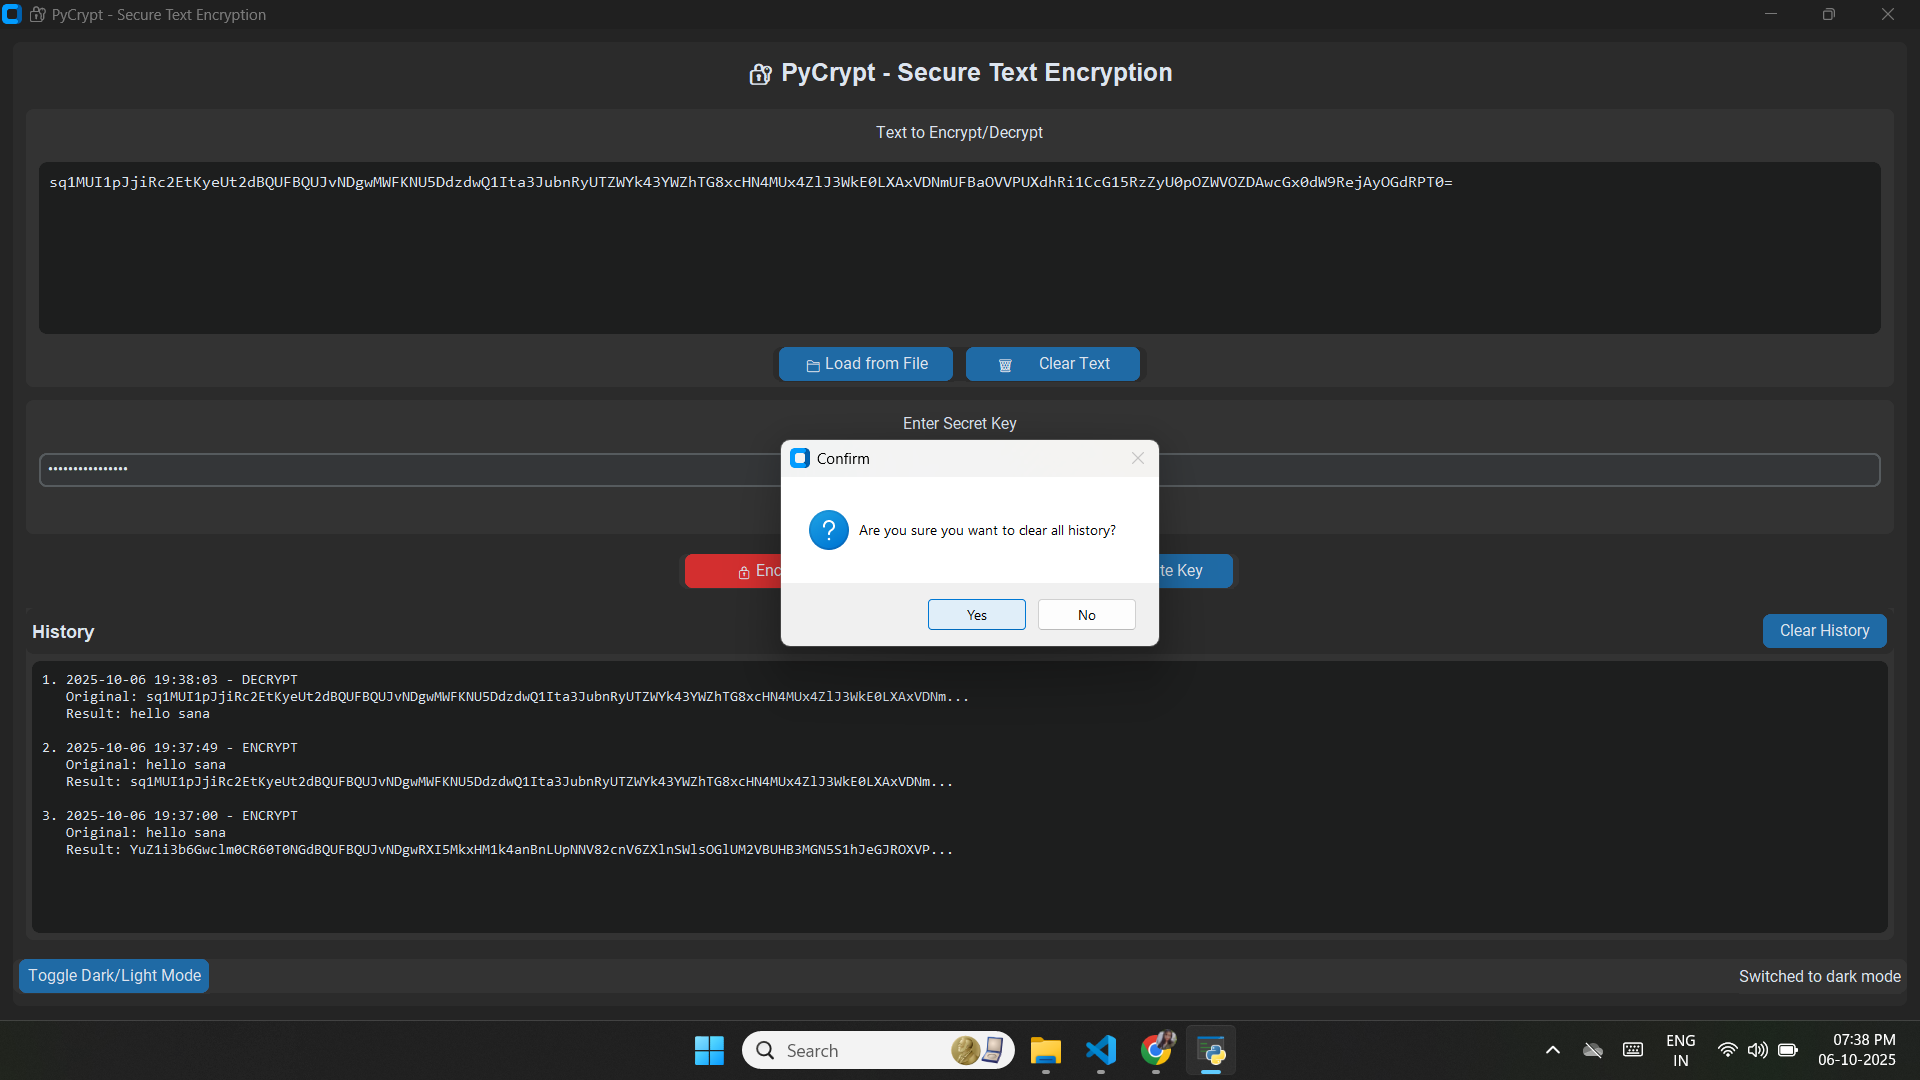 PyCrypt - Secure Text Encryption
PyCrypt - Secure Text Encryption
Text to Encrypt/Decrypt
sq1MUI1pJjiRc2EtKyeUt2dBQUFBQUJvNDgwMWFKNU5DdzdwQ1Ita3JubnRyUTZWYk43YWZhTG8xcHN4MUx4ZlJ3WkE0LXAxVDNmUFBaOVVPUXdhRi1CcG15RzZyU0pOZWVOZDAwcGx0dW9RejAyOGdRPT0=
Load from File
Clear Text
Enter Secret Key
••••••••••••••••
Confirm
Are you sure you want to clear all history?
Yes
No
Enc
te Key
History
Clear History
1. 2025-10-06 19:38:03 - DECRYPT
Original: sq1MUI1pJjiRc2EtKyeUt2dBQUFBQUJvNDgwMWFKNU5DdzdwQ1Ita3JubnRyUTZWYk43YWZhTG8xcHN4MUx4ZlJ3WkE0LXAxVDNm...
Result: hello sana
2. 2025-10-06 19:37:49 - ENCRYPT
Original: hello sana
Result: sq1MUI1pJjiRc2EtKyeUt2dBQUFBQUJvNDgwMWFKNU5DdzdwQ1Ita3JubnRyUTZWYk43YWZhTG8xcHN4MUx4ZlJ3WkE0LXAxVDNm...
3. 2025-10-06 19:37:00 - ENCRYPT
Original: hello sana
Result: YuZ1i3b6Gwclm0CR60T0NGdBQUFBQUJvNDgwRXI5MkxHM1k4anBnLUpNNV82cnV6ZXlnSWlsOGlUM2VBUHB3MGN5S1hJeGJROXVP...
Toggle Dark/Light Mode
Switched to dark mode
Search
ENG
IN
07:38 PM
06-10-2025